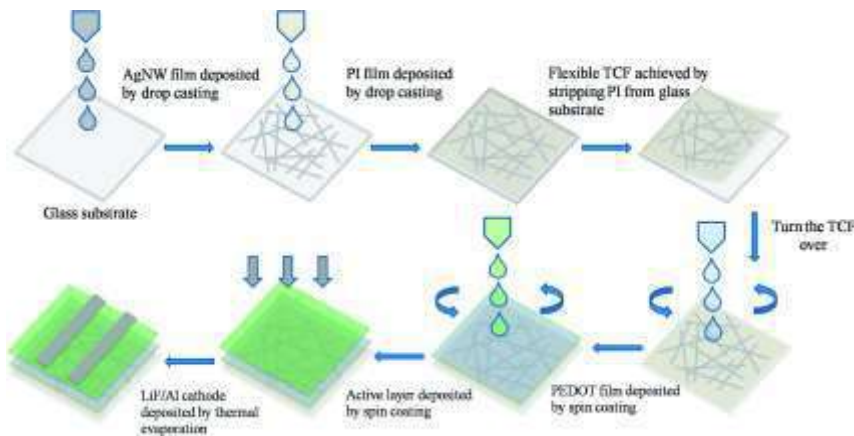 AgNW film deposited
by drop casting
PI film deposited
by drop casting
Flexible TCF achieved by
stripping PI from glass
substrate
Glass substrate
Turn the TCF
over
LiF/Al cathode
deposited by thermal
evaporation
Active layer deposited
by spin coating
PEDOT film deposited
by spin coating